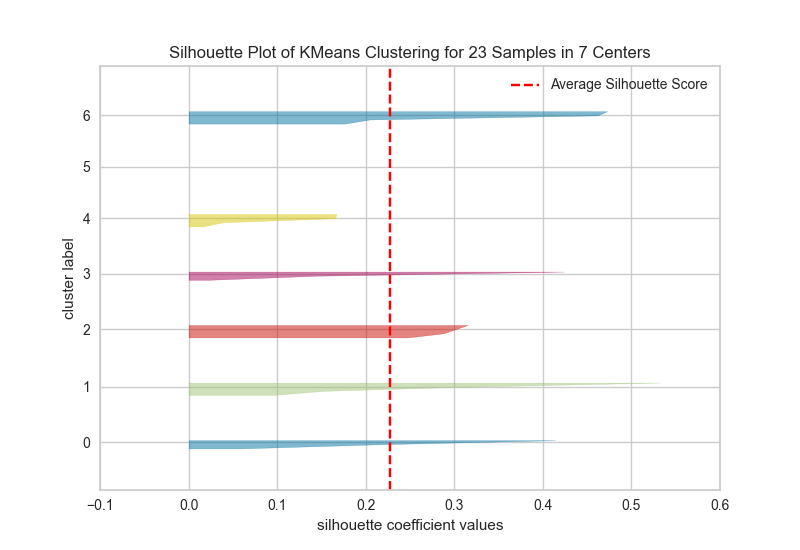 Silhouette Plot of KMeans Clustering for 23 Samples in 7 Centers
Average Silhouette Score
6
5
4
3
2
1
0
cluster label
−0.1 0.0 0.1 0.2 0.3 0.4 0.5 0.6
silhouette coefficient values